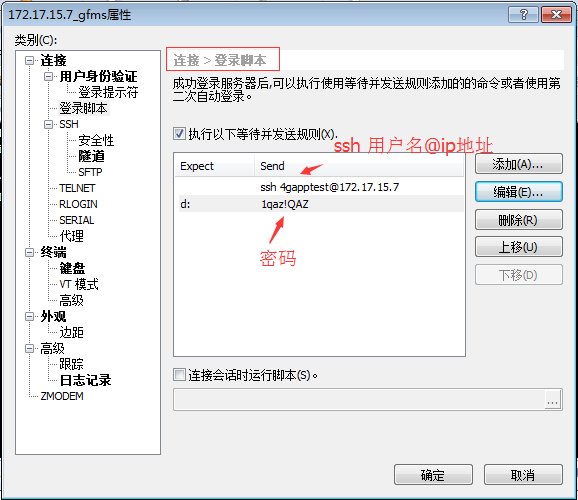 172.17.15.7_gfms属性
类别(C):
连接
用户身份验证
登录提示符
登录脚本
SSH
安全性
隧道
SFTP
TELNET
RLOGIN
SERIAL
代理
终端
键盘
VT 模式
高级
外观
边距
高级
跟踪
日志记录
ZMODEM
连接 > 登录脚本
成功登录服务器后,可以执行使用等待并发送规则添加的的命令或者使用第
二次自动登录。
执行以下等待并发送规则(X).
ssh 用户名@ip地址
Expect Send
ssh 4gapptest@172.17.15.7
d: 1qaz!QAZ
密码
添加(A)...
编辑(E)...
删除(R)
上移(U)
下移(D)
连接会话时运行脚本(S)。
...
确定 取消